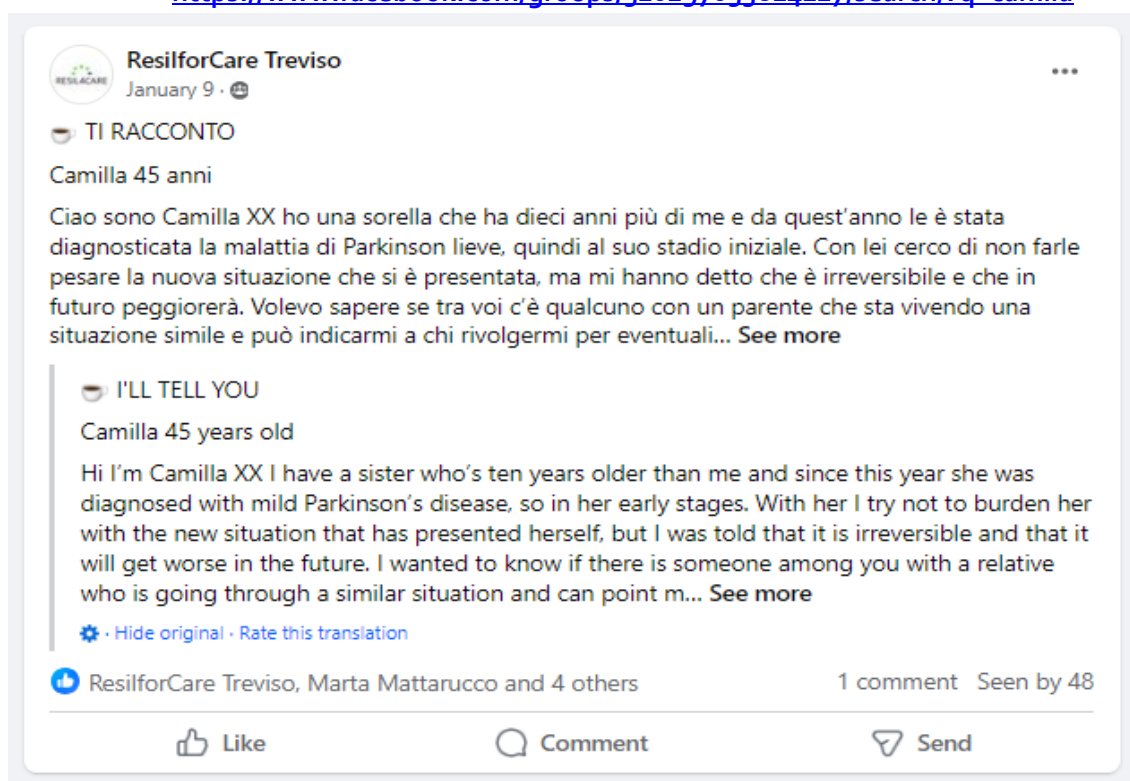 ResilforCare Treviso
RESIL4CARE
January 9 ·
TI RACCONTO
Camilla 45 anni
Ciao sono Camilla XX ho una sorella che ha dieci anni più di me e da quest'anno le è stata
diagnosticata la malattia di Parkinson lieve, quindi al suo stadio iniziale. Con lei cerco di non farle
pesare la nuova situazione che si è presentata, ma mi hanno detto che è irreversibile e che in
futuro peggiorerà. Volevo sapere se tra voi c'è qualcuno con un parente che sta vivendo una
situazione simile e può indicarmi a chi rivolgermi per eventuali... See more
I'LL TELL YOU
Camilla 45 years old
Hi I'm Camilla XX I have a sister who's ten years older than me and since this year she was
diagnosed with mild Parkinson's disease, so in her early stages. With her I try not to burden her
with the new situation that has presented herself, but I was told that it is irreversible and that it
will get worse in the future. I wanted to know if there is someone among you with a relative
who is going through a similar situation and can point m... See more
· Hide original · Rate this translation
ResilforCare Treviso, Marta Mattarucco and 4 others
1 comment Seen by 48
Like
Comment
Send